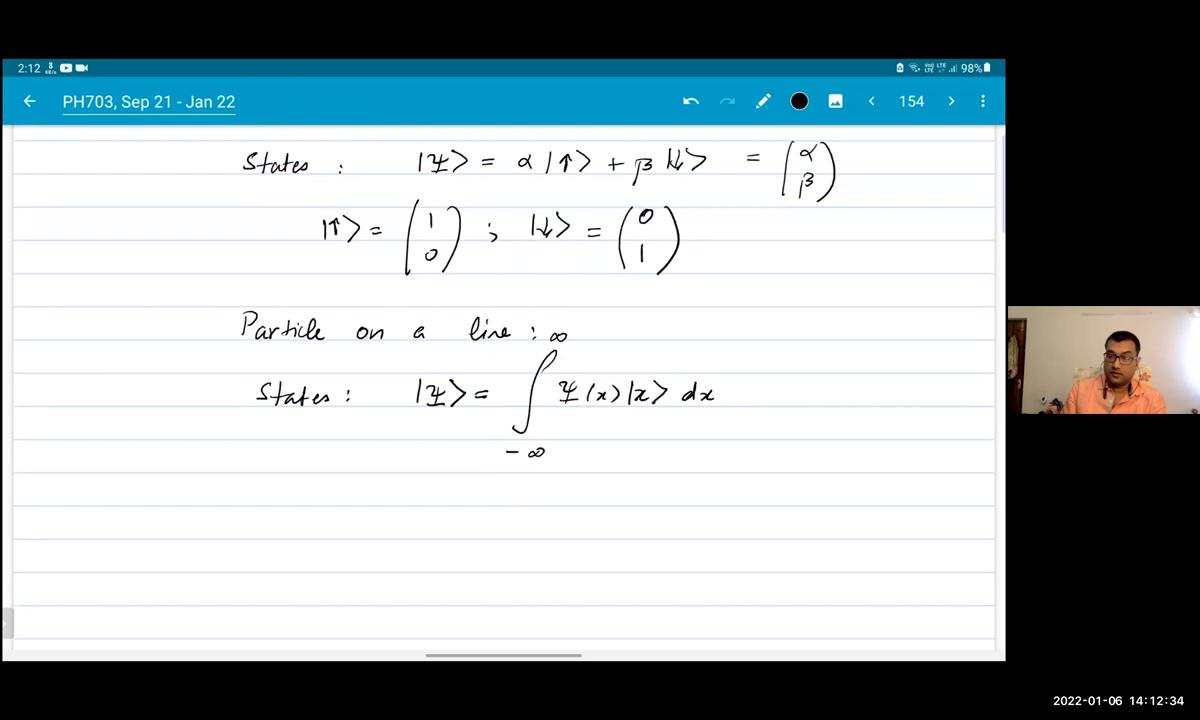 2:12 98%
PH703, Sep 21 - Jan 22 154
States : |Ψ> = α |↑> + β |↓> = (α β)
|↑> = (1 0) ; |↓> = (0 1)
Particle on a line :
States : |Ψ> = ∫_{-∞}^{∞} Ψ(x) |x> dx
2022-01-06 14:12:34